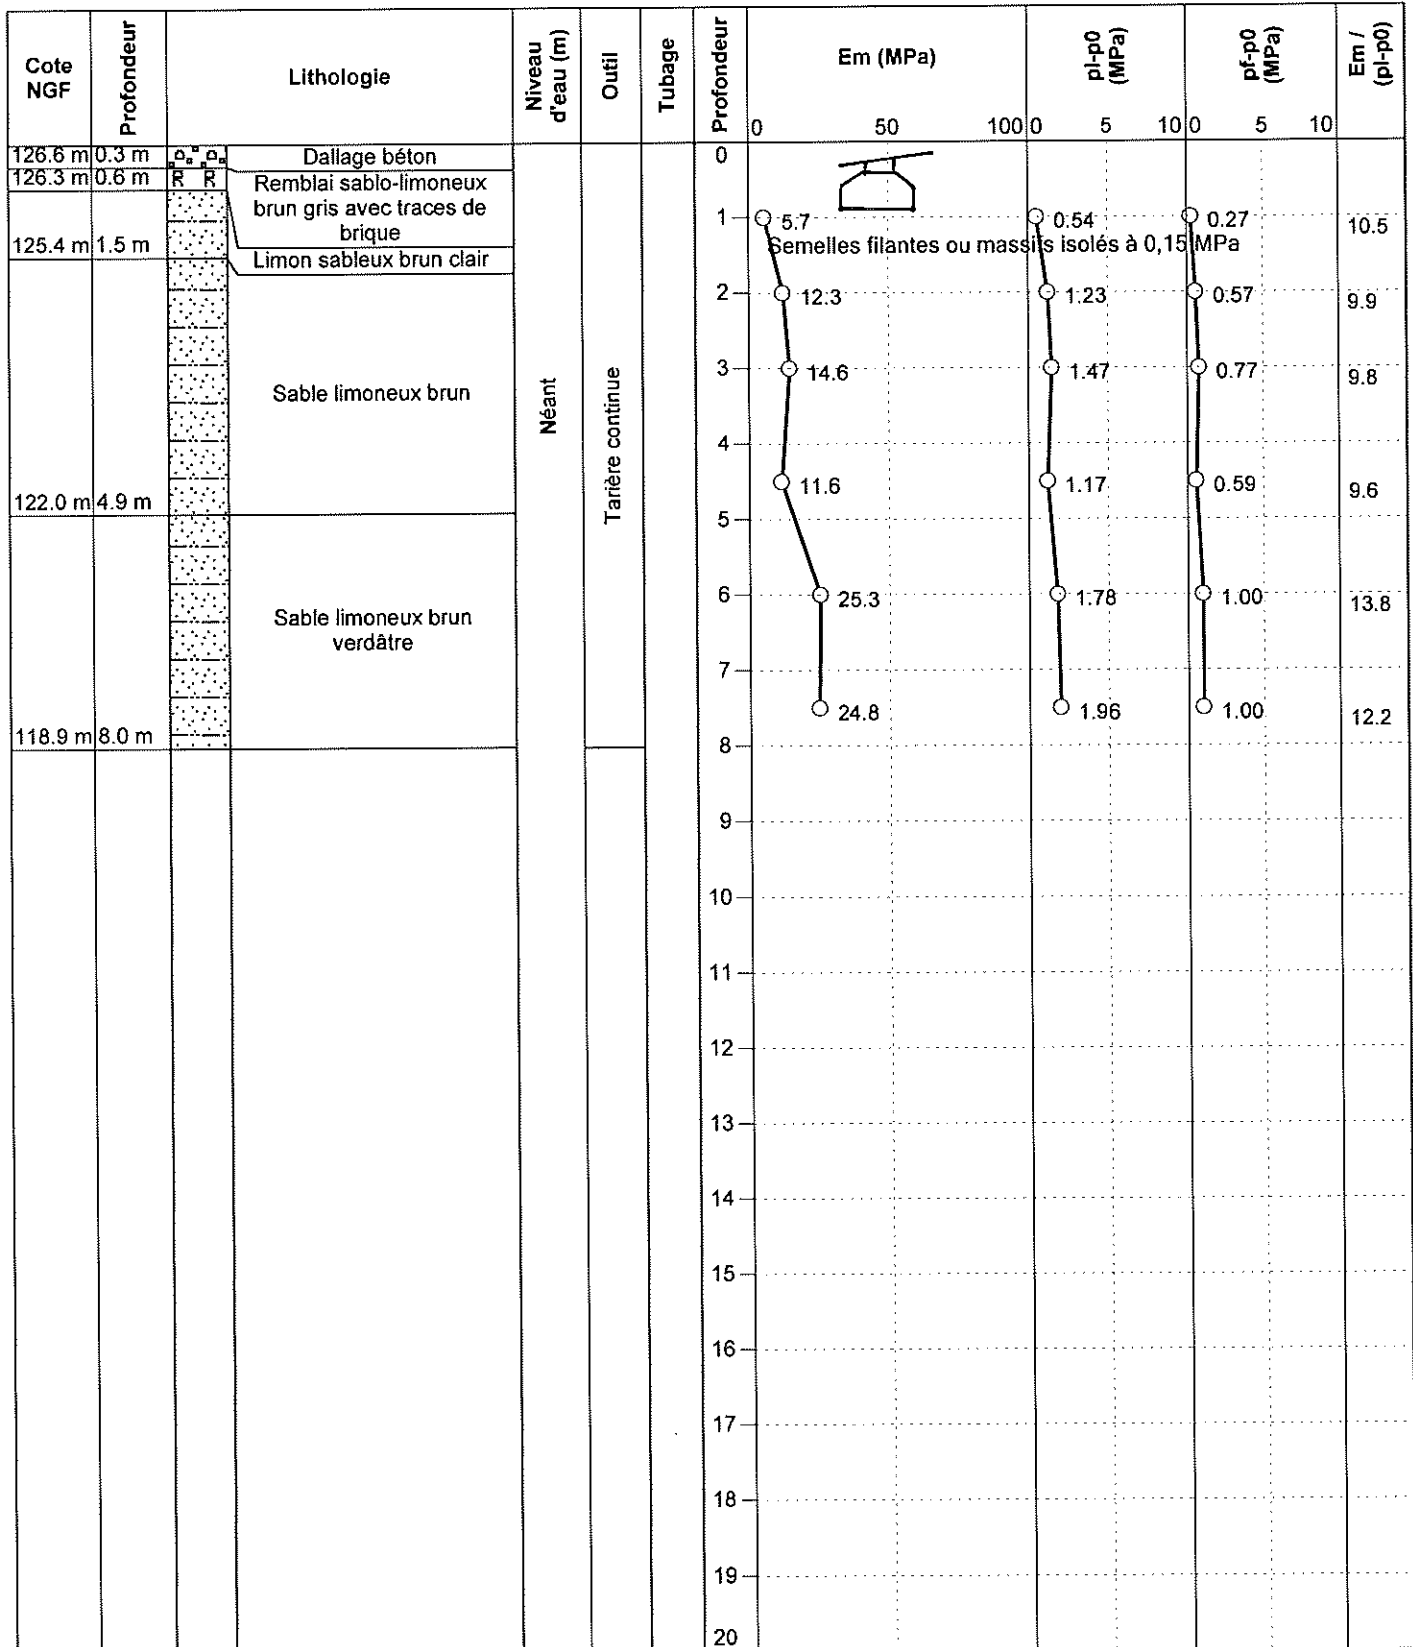 Cote NGF
Profondeur
Lithologie
Niveau d'eau (m)
Outil
Tubage
Profondeur
Em (MPa)
pl-p0 (MPa)
pf-p0 (MPa)
Em / (pl-p0)
0 50 100 0 5 10 0 5 10
126.6 m 0.3 m Dallage béton
126.3 m 0.6 m R R Remblai sablo-limoneux
brun gris avec traces de
brique
125.4 m 1.5 m Limon sableux brun clair
Sable limoneux brun
122.0 m 4.9 m
Sable limoneux brun
verdâtre
118.9 m 8.0 m
Néant
Tarière continue
0
1 5.7 0.54 0.27 10.5
Semelles filantes ou massifs isolés à 0,15 MPa
2 12.3 1.23 0.57 9.9
3 14.6 1.47 0.77 9.8
4
11.6 1.17 0.59 9.6
5
6 25.3 1.78 1.00 13.8
7
24.8 1.96 1.00 12.2
8
9
10
11
12
13
14
15
16
17
18
19
20